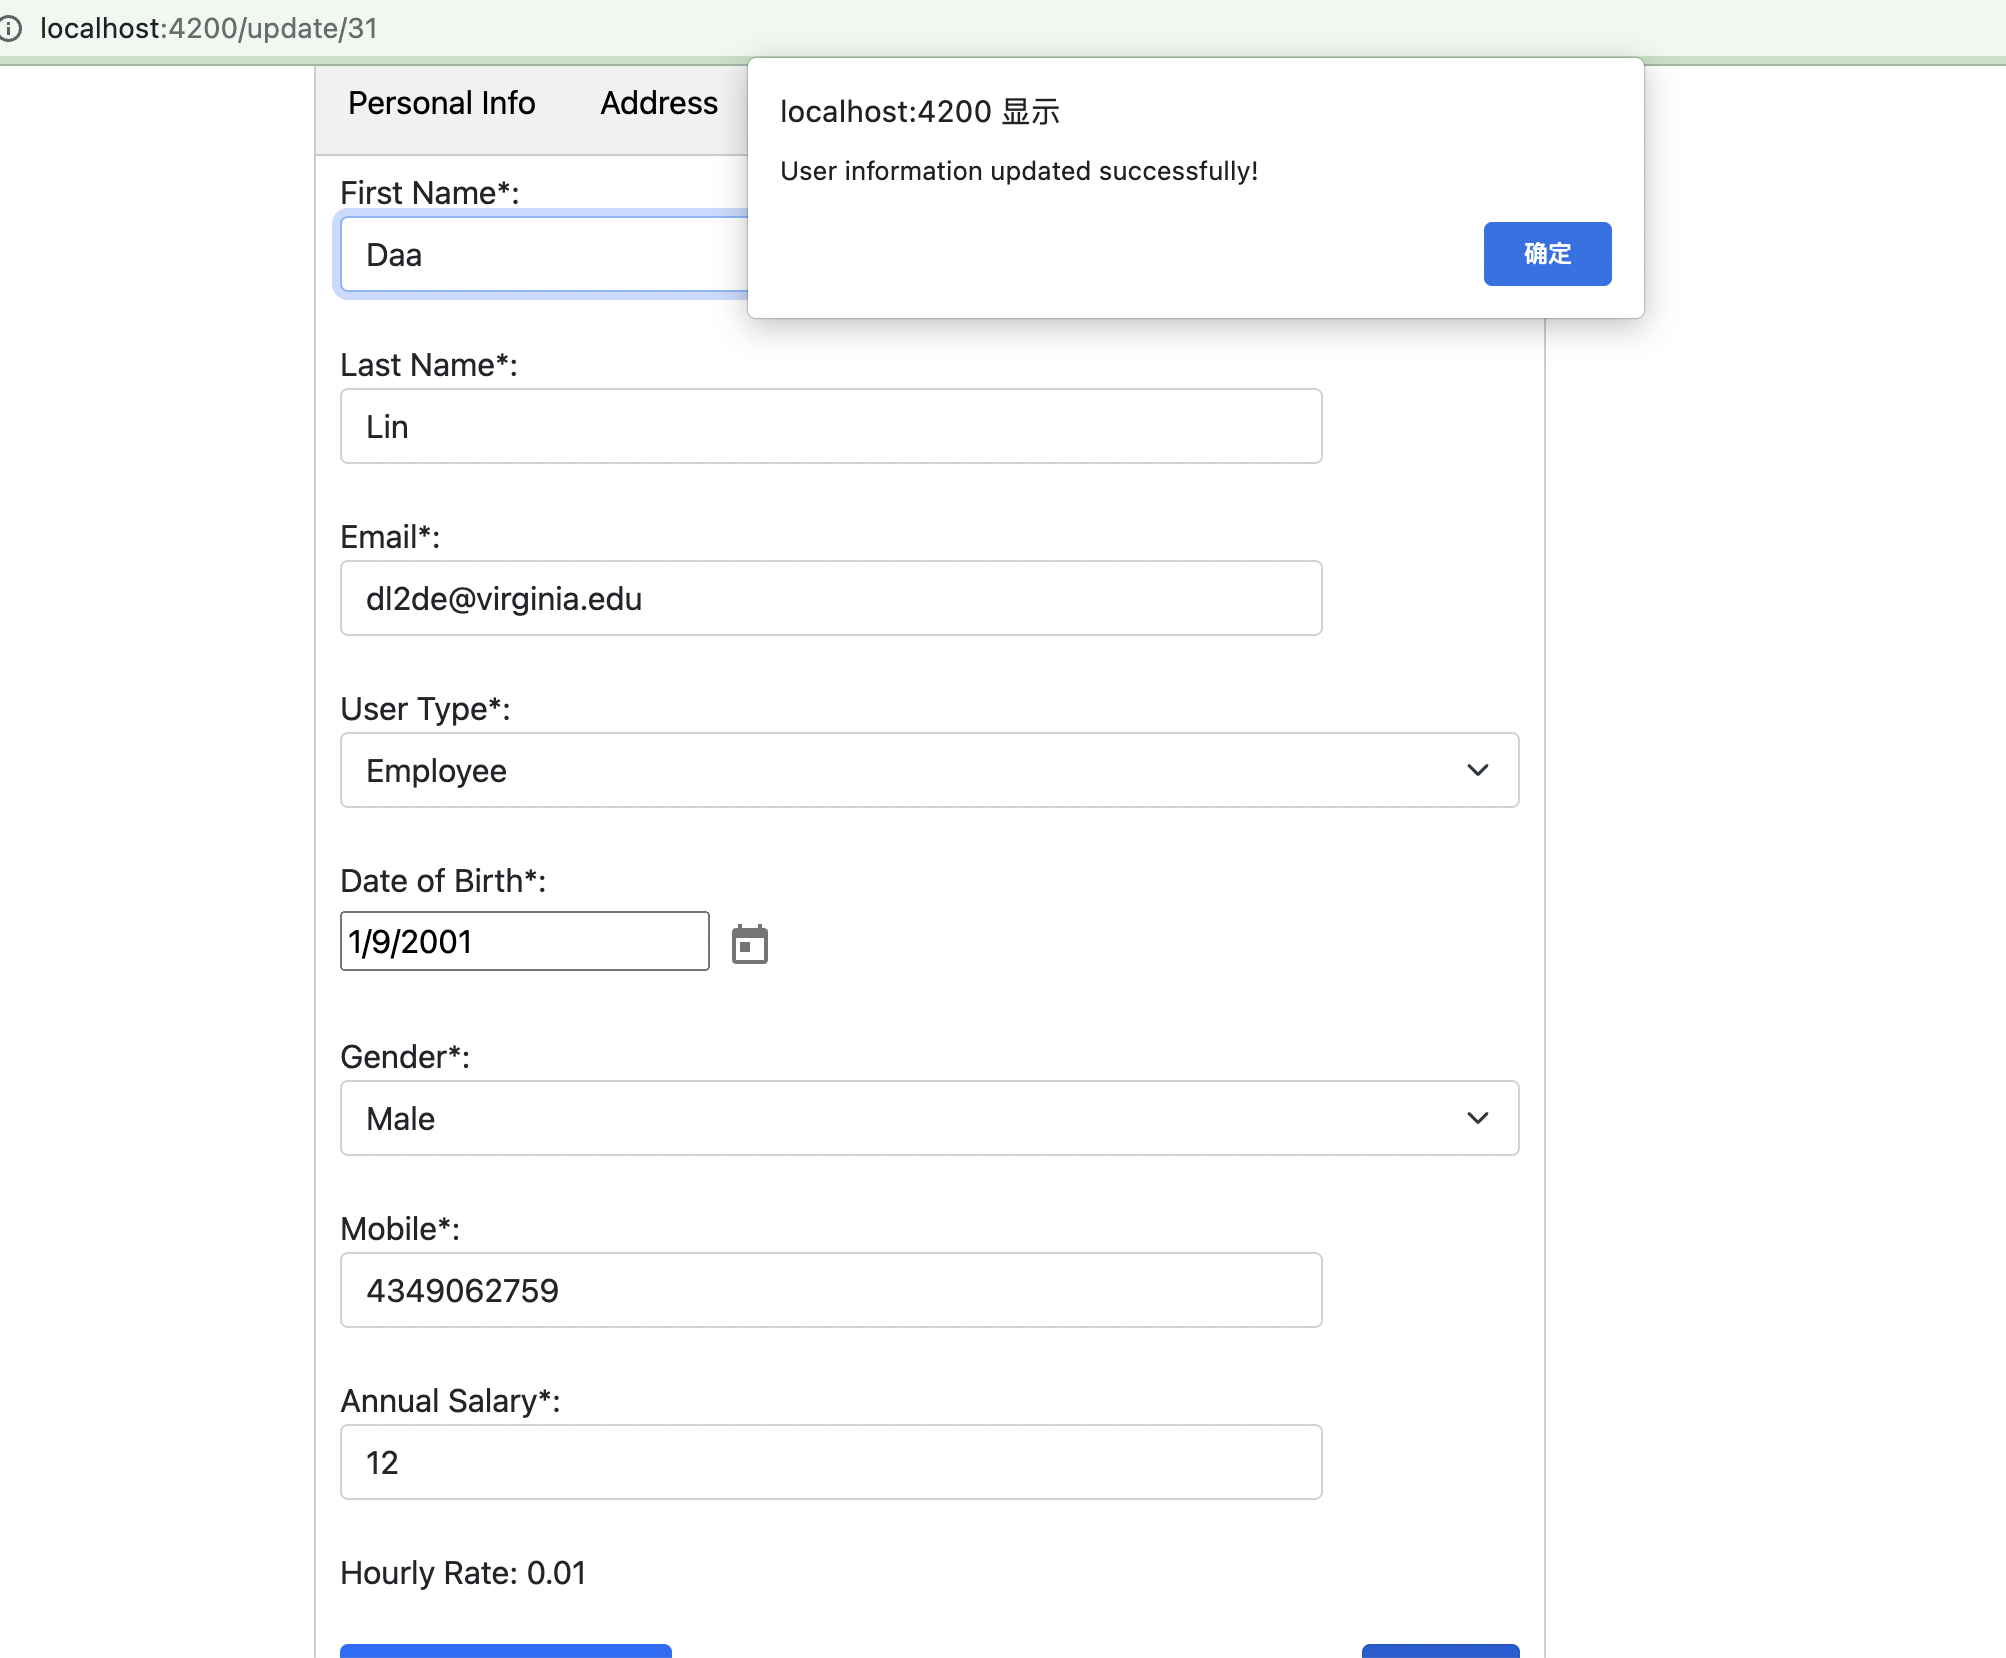 localhost:4200/update/31
Personal Info Address
localhost:4200 显示
User information updated successfully!
确定
First Name*:
Daa
Last Name*:
Lin
Email*:
dl2de@virginia.edu
User Type*:
Employee
Date of Birth*:
1/9/2001
Gender*:
Male
Mobile*:
4349062759
Annual Salary*:
12
Hourly Rate: 0.01